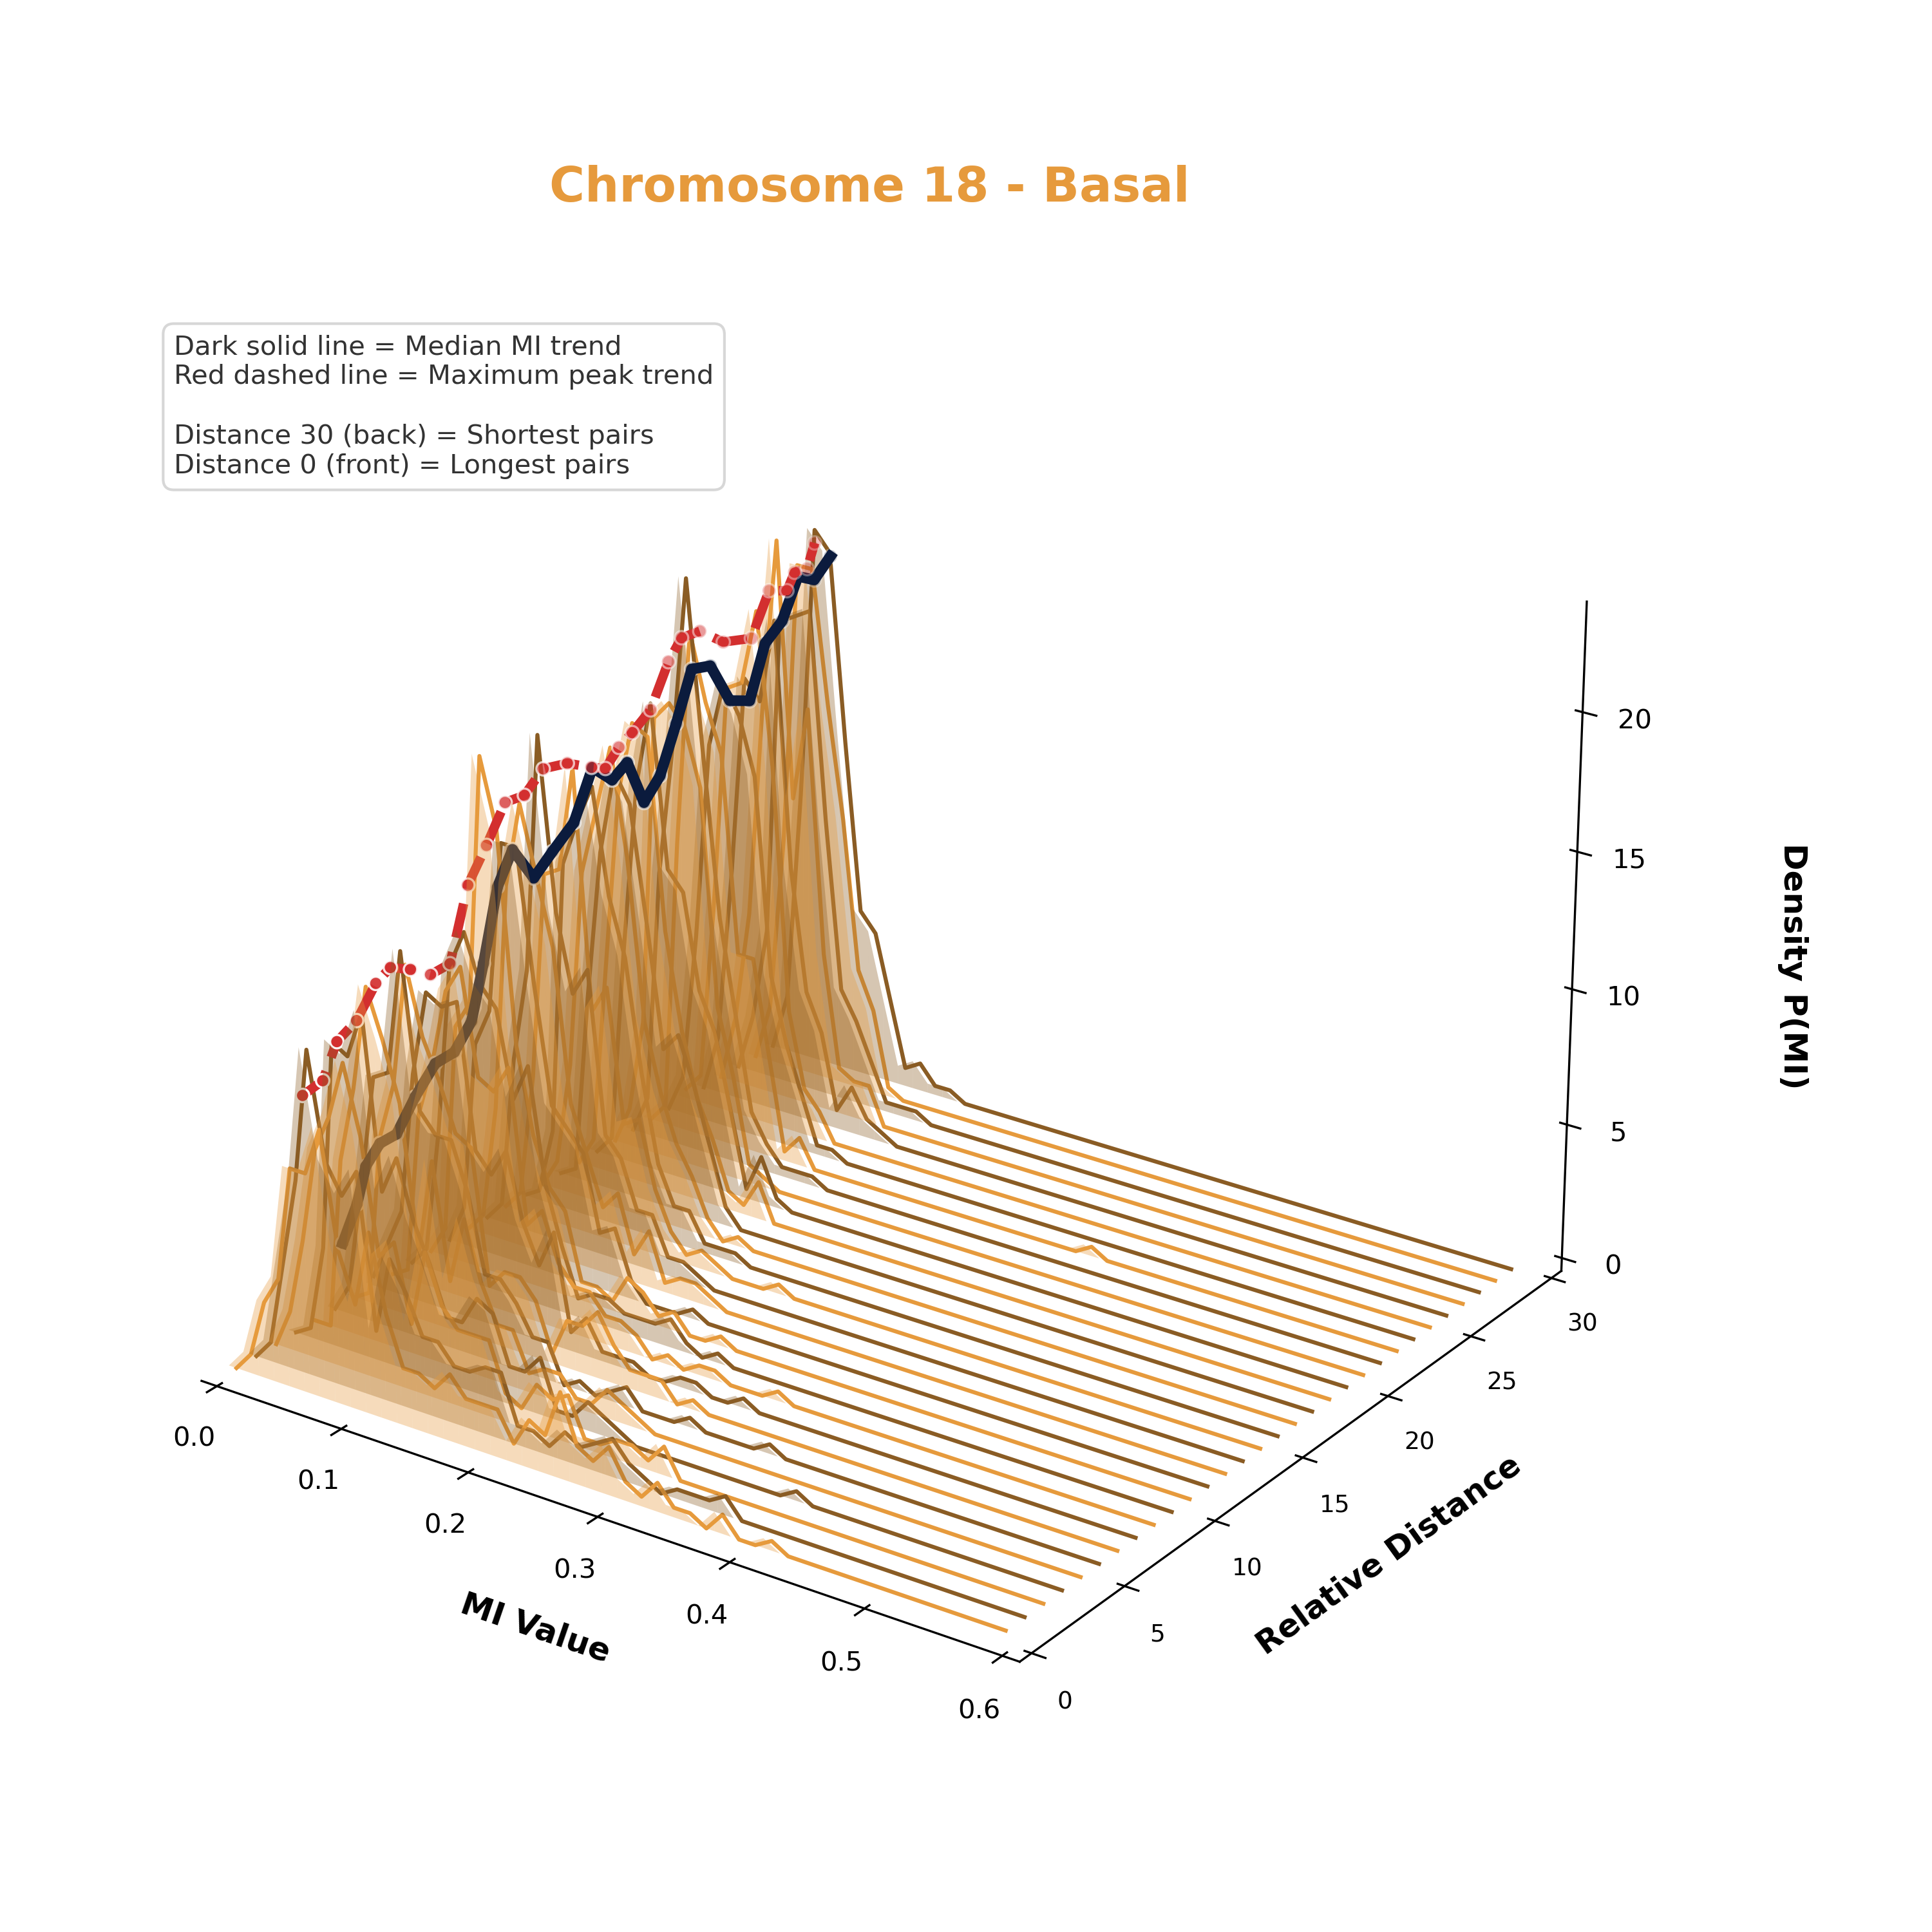 Chromosome 18 - Basal
Dark solid line = Median MI trend
Red dashed line = Maximum peak trend
Distance 30 (back) = Shortest pairs
Distance 0 (front) = Longest pairs
20
15
10
5
0
Density P(MI)
30
25
20
15
10
5
0
Relative Distance
0.0
0.1
0.2
0.3
0.4
0.5
0.6
MI Value